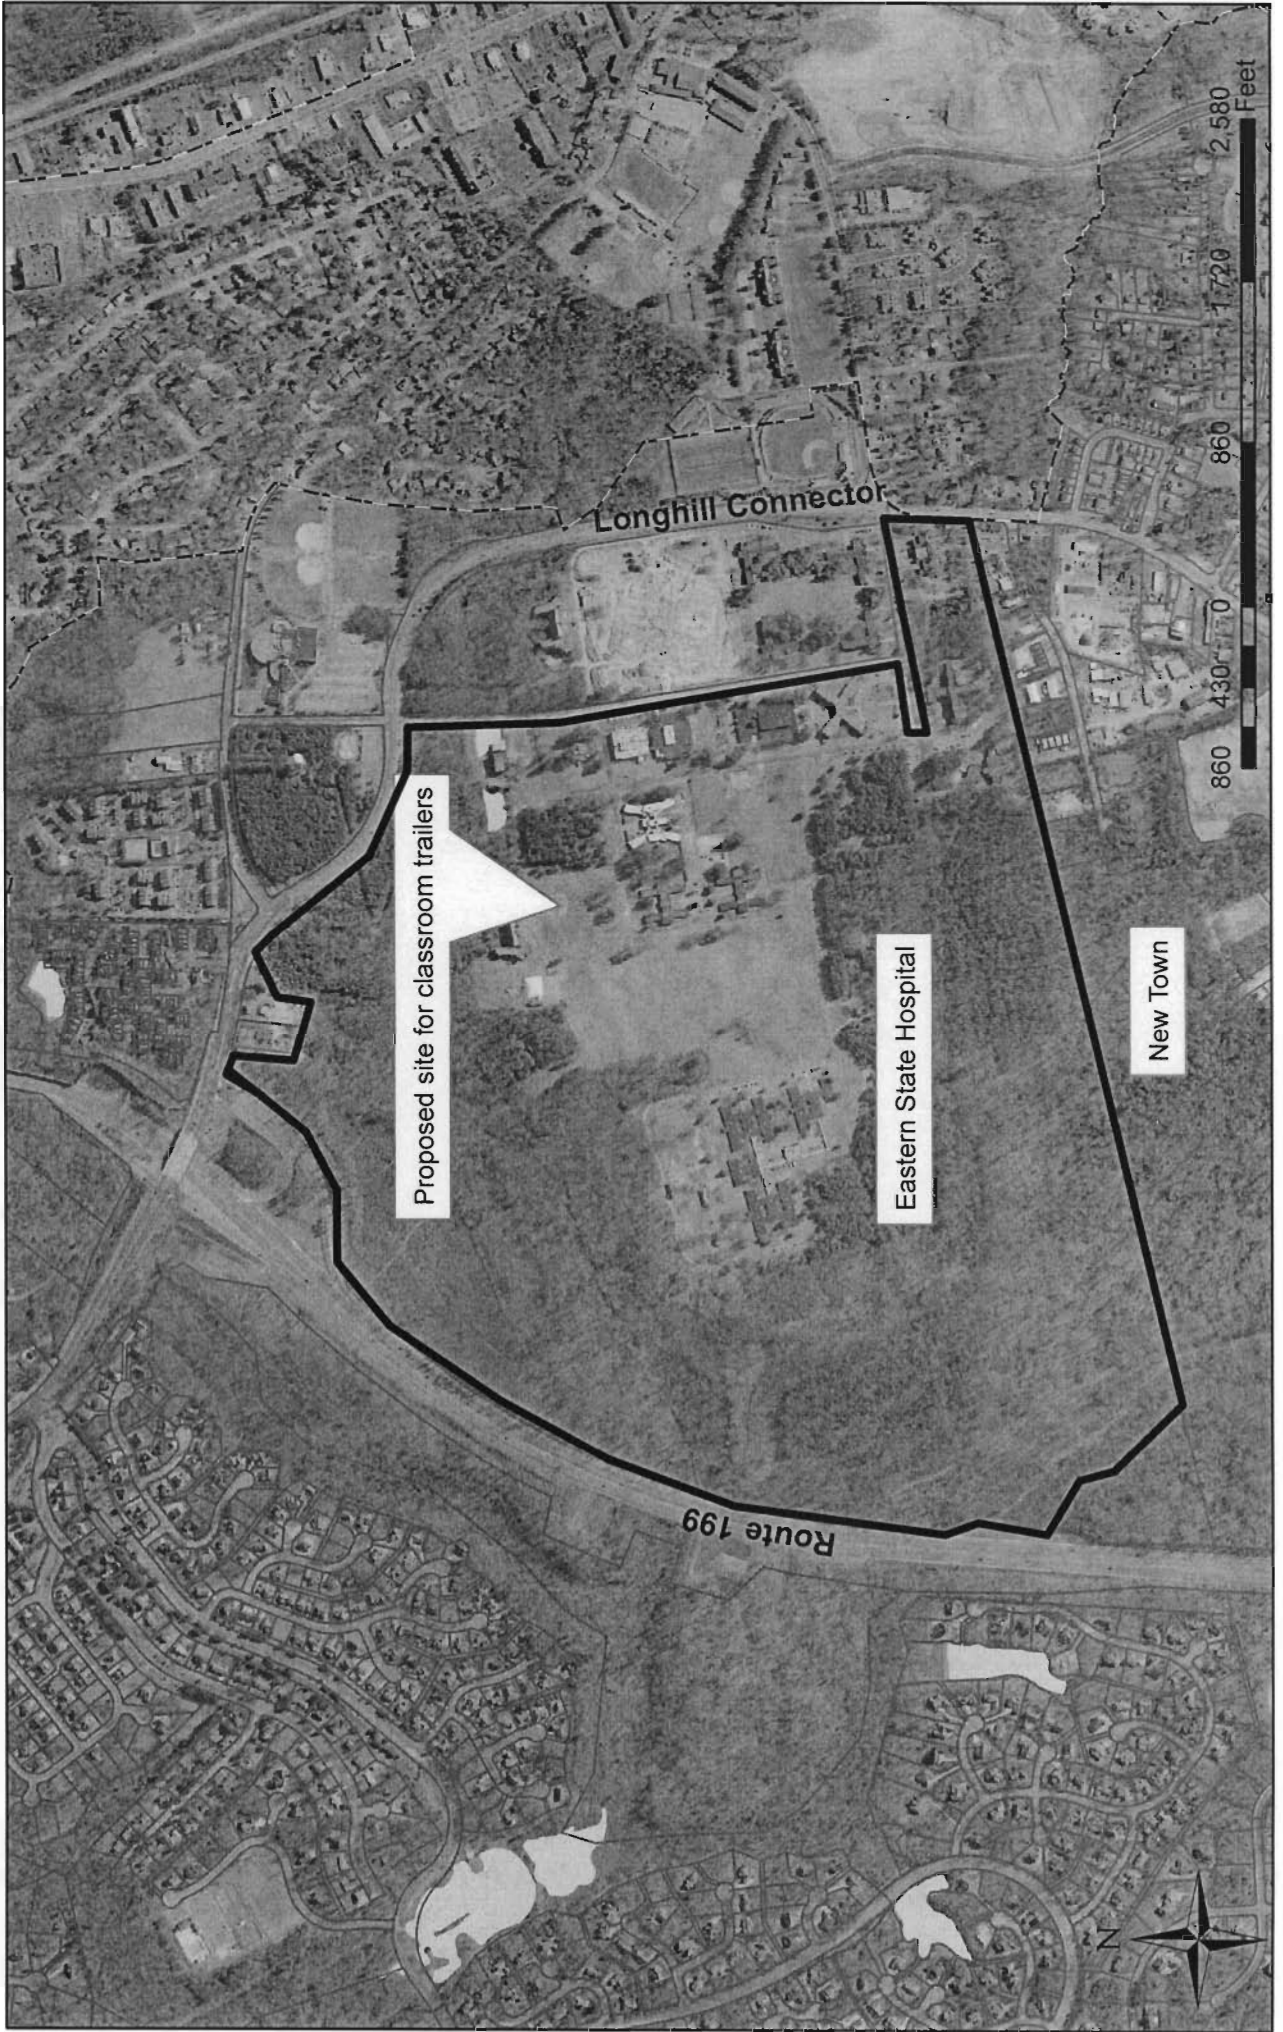 Longhill Connector
Proposed site for classroom trailers
Eastern State Hospital
New Town
Route 199
N
860 430 0 860 1,720 2,580
Feet